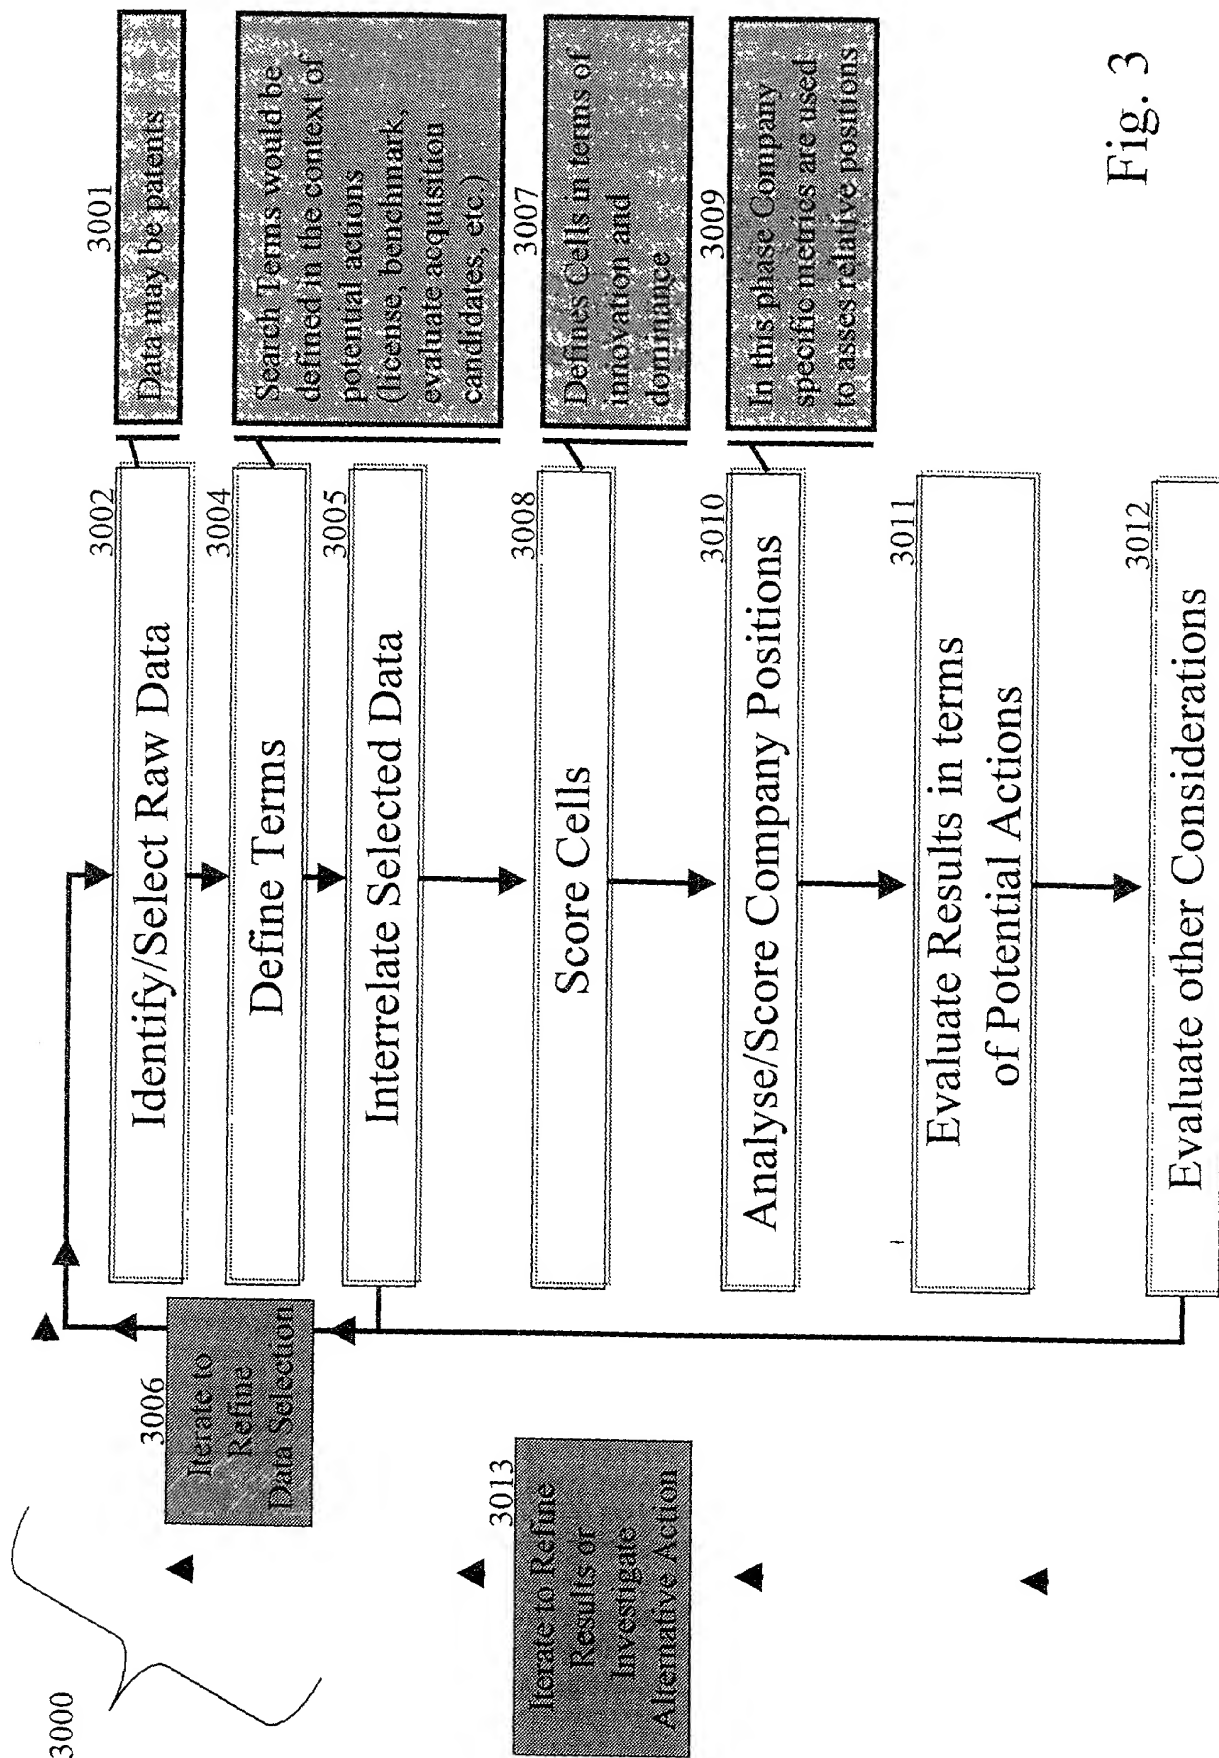 3000
3006
Iterate to
Refine
Data Selection
3013
Iterate to Refine
Results or
Investigate
Alternative Action
3002
Identify/Select Raw Data
3001
Data may be patents
3004
Define Terms
Search Terms would be
defined in the context of
potential actions
(license, benchmark,
evaluate acquisition
candidates, etc.)
3005
Interrelate Selected Data
3008
Score Cells
3007
Defines Cells in terms of
innovation and
dominance
3010
Analyse/Score Company Positions
3009
In this phase Company
specific metrics are used
to asses relative positions
3011
Evaluate Results in terms
of Potential Actions
3012
Evaluate other Considerations
Fig. 3